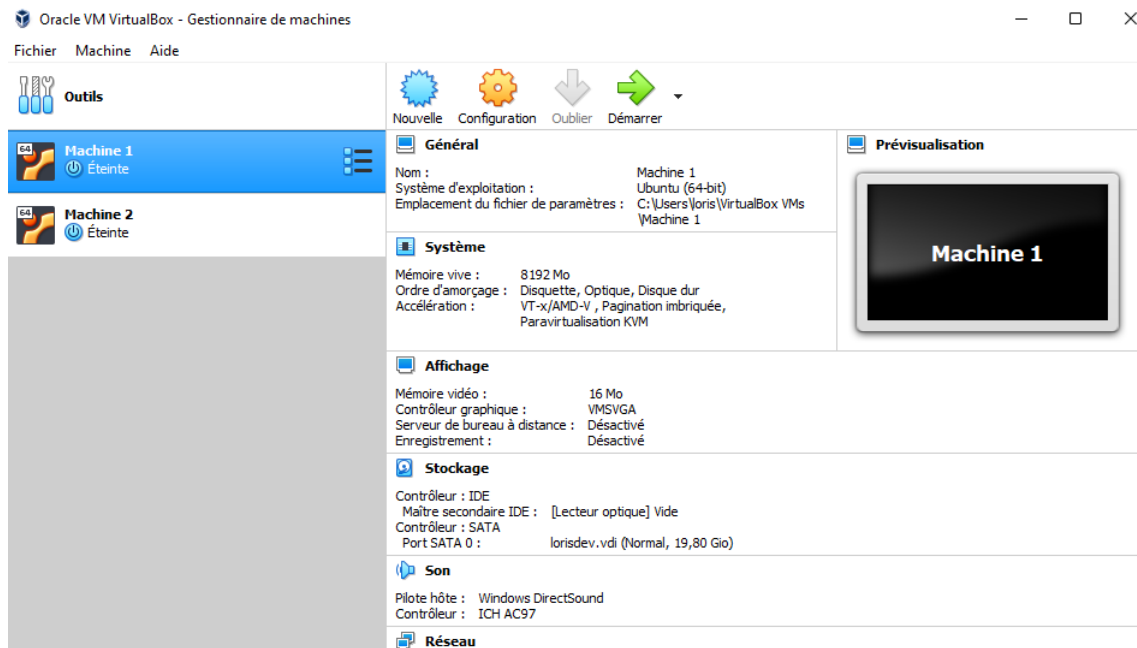 Oracle VM VirtualBox - Gestionnaire de machines
Fichier Machine Aide
Outils
Nouvelle Configuration Oublier Démarrer
64 Machine 1
Éteinte
64 Machine 2
Éteinte
Général
Nom : Machine 1
Système d'exploitation : Ubuntu (64-bit)
Emplacement du fichier de paramètres : C:\Users\loris\VirtualBox VMs
\Machine 1
Prévisualisation
Machine 1
Système
Mémoire vive : 8192 Mo
Ordre d'amorçage : Disquette, Optique, Disque dur
Accélération : VT-x/AMD-V , Pagination imbriquée,
Paravirtualisation KVM
Affichage
Mémoire vidéo : 16 Mo
Contrôleur graphique : VMSVGA
Serveur de bureau à distance : Désactivé
Enregistrement : Désactivé
Stockage
Contrôleur : IDE
Maître secondaire IDE : [Lecteur optique] Vide
Contrôleur : SATA
Port SATA 0 : lorisdev.vdi (Normal, 19,80 Gio)
Son
Pilote hôte : Windows DirectSound
Contrôleur : ICH AC97
Réseau